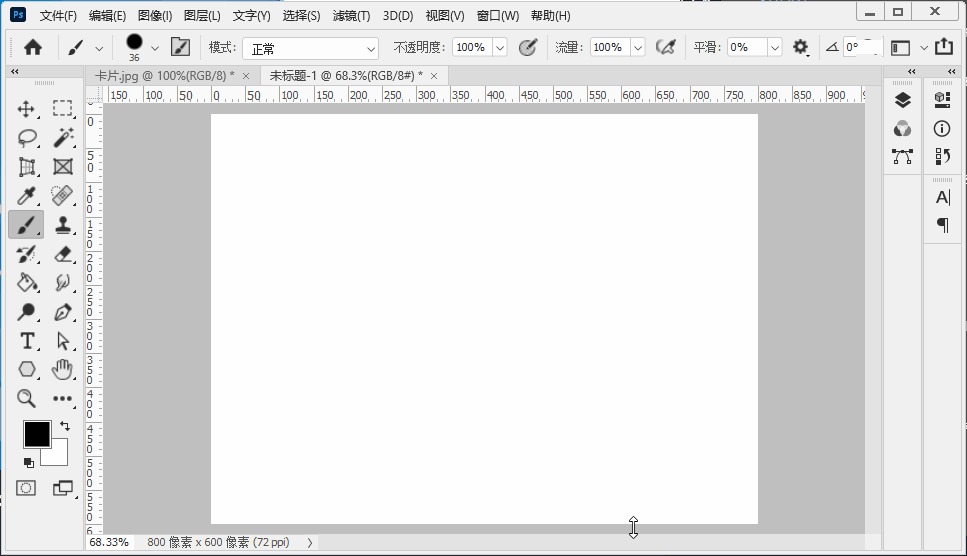 Ps 文件(F) 编辑(E) 图像(I) 图层(L) 文字(Y) 选择(S) 滤镜(T) 3D(D) 视图(V) 窗口(W) 帮助(H)
36 模式: 正常 不透明度: 100% 流量: 100% 平滑: 0% 0°
卡片.jpg @ 100%(RGB/8) * × 未标题-1 @ 68.3%(RGB/8#) * ×
150 100 50 0 50 100 150 200 250 300 350 400 450 500 550 600 650 700 750 800 850 900
0
50
100
150
200
250
300
350
400
450
500
550
6
T
A
68.33% 800 像素 x 600 像素 (72 ppi)